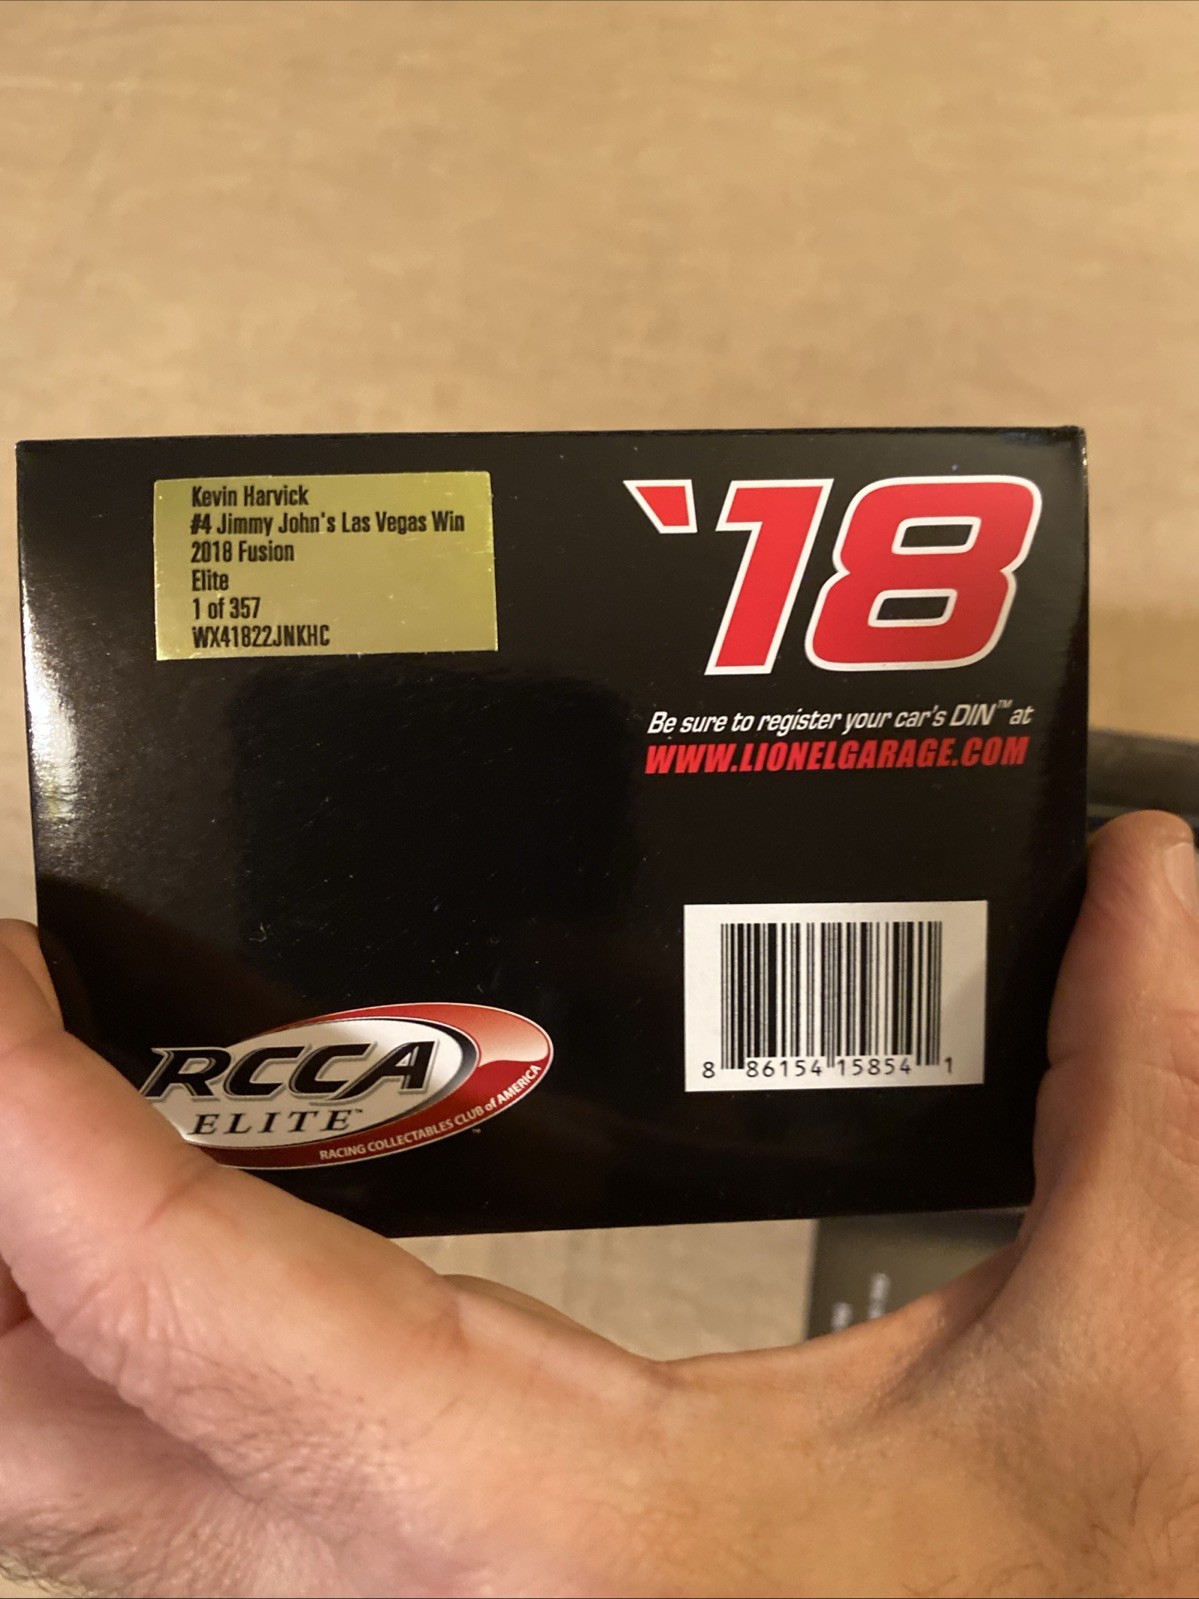 Kevin Harvick
#4 Jimmy John's Las Vegas Win
2018 Fusion
Elite
1 of 357
WX41822JNKHC
'18
Be sure to register your car's DIN™ at
WWW.LIONELGARAGE.COM
8 86154 15854 1
RCCA
ELITE™
RACING COLLECTABLES CLUB of AMERICA
™